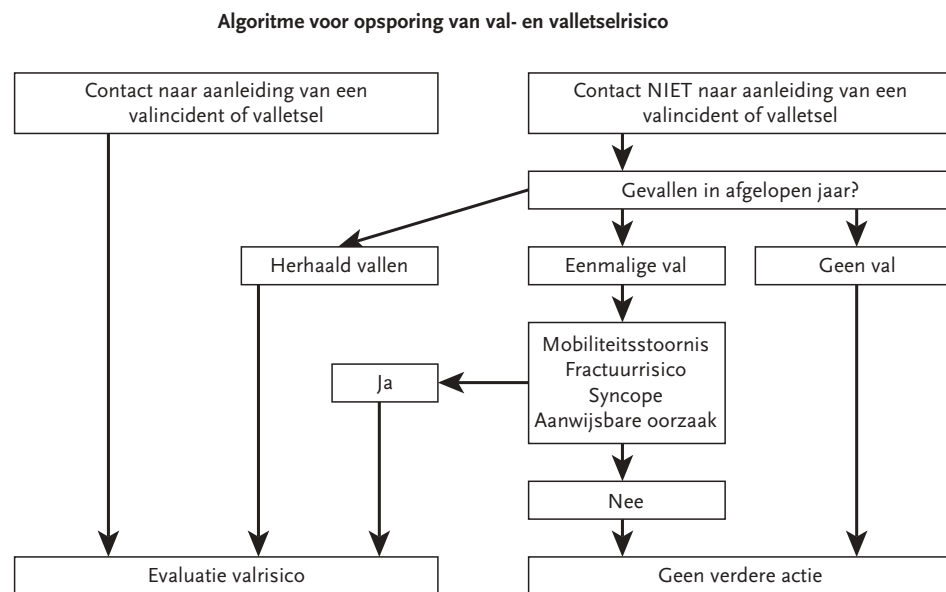 Algoritme voor opsporing van val- en valletselrisico
Contact naar aanleiding van een
valincident of valletsel
Contact NIET naar aanleiding van een
valincident of valletsel
Gevallen in afgelopen jaar?
Herhaald vallen
Eenmalige val
Geen val
Mobiliteitsstoornis
Fractuurrisico
Syncope
Aanwijsbare oorzaak
Ja
Nee
Evaluatie valrisico
Geen verdere actie